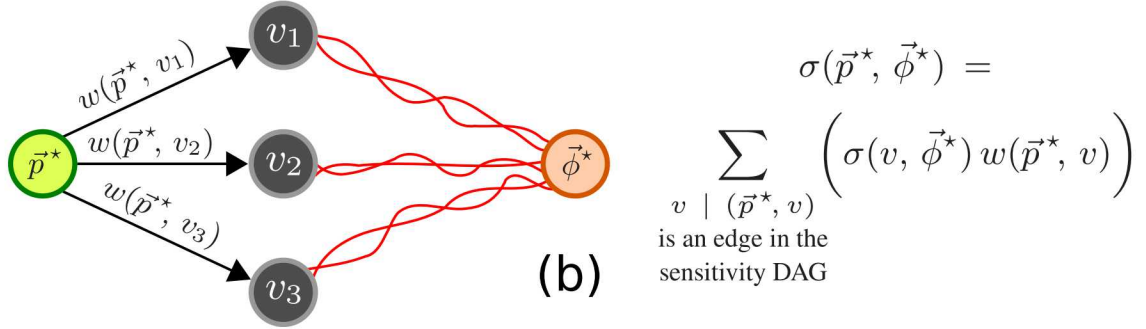 v₁
w(p⃗*, v₁)
w(p⃗*, v₂)
w(p⃗*, v₃)
p⃗*
v₂
φ⃗*
v₃
(b)
σ(p⃗*, φ⃗*) =
∑ (σ(v, φ⃗*) w(p⃗*, v))
v | (p⃗*, v)
is an edge in the
sensitivity DAG